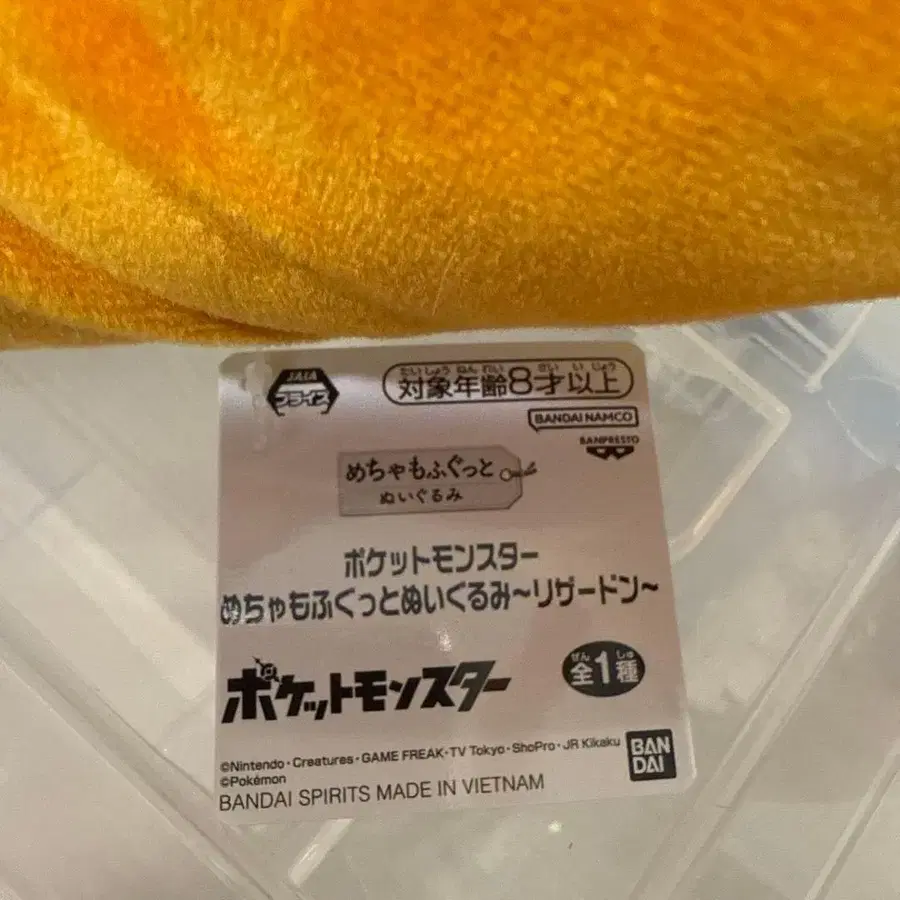 JAIA
プライズ
たいしょうねんれい さいいじょう
対象年齢8才以上
BANDAI NAMCO
BANPRESTO
めちゃもふぐっと
ぬいぐるみ
ポケットモンスター
めちゃもふぐっとぬいぐるみ～リザードン～
ポケットモンスター
ぜん しゅ
全1種
©Nintendo・Creatures・GAME FREAK・TV Tokyo・ShoPro・JR Kikaku
©Pokémon
BAN
DAI
BANDAI SPIRITS MADE IN VIETNAM